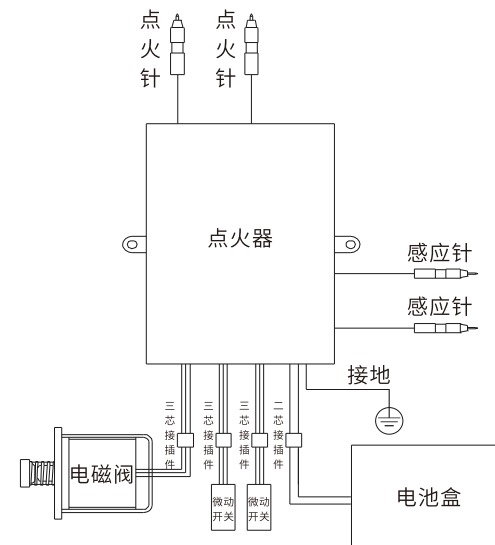 点火针
点火针
点火器
感应针
感应针
接地
三芯接插件
三芯接插件
三芯接插件
二芯接插件
电磁阀
微动
开关
微动
开关
电池盒